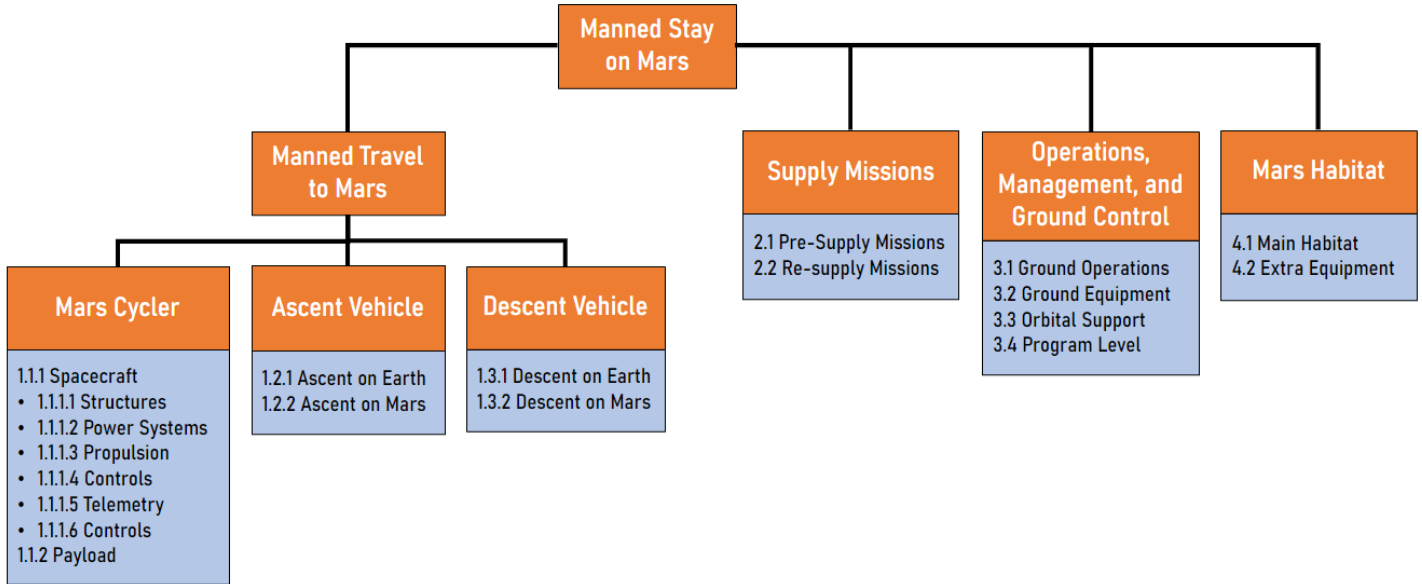 Manned Stay
on Mars
Manned Travel
to Mars
Mars Cycler
1.1.1 Spacecraft
• 1.1.1.1 Structures
• 1.1.1.2 Power Systems
• 1.1.1.3 Propulsion
• 1.1.1.4 Controls
• 1.1.1.5 Telemetry
• 1.1.1.6 Controls
1.1.2 Payload
Ascent Vehicle
1.2.1 Ascent on Earth
1.2.2 Ascent on Mars
Descent Vehicle
1.3.1 Descent on Earth
1.3.2 Descent on Mars
Supply Missions
2.1 Pre-Supply Missions
2.2 Re-supply Missions
Operations,
Management, and
Ground Control
3.1 Ground Operations
3.2 Ground Equipment
3.3 Orbital Support
3.4 Program Level
Mars Habitat
4.1 Main Habitat
4.2 Extra Equipment